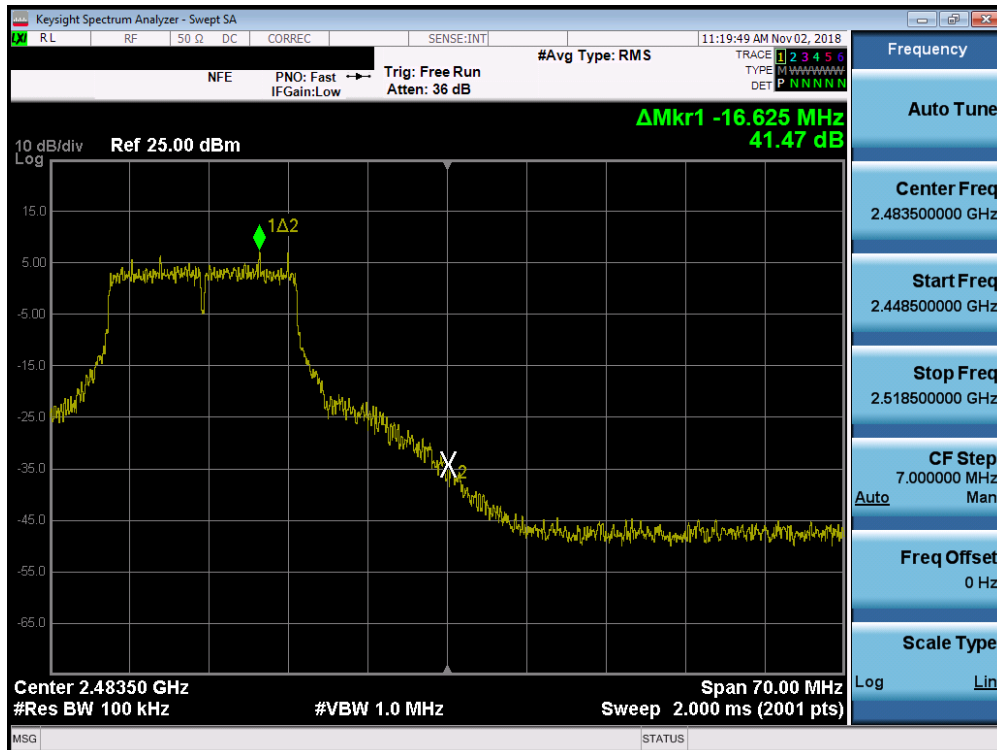 Keysight Spectrum Analyzer - Swept SA
LXI RL RF 50 Ω DC CORREC SENSE:INT 11:19:49 AM Nov 02, 2018
NFE PNO: Fast Trig: Free Run #Avg Type: RMS TRACE 1 2 3 4 5 6
IFGain:Low Atten: 36 dB TYPE M WWWWW
DET P N N N N N
ΔMkr1 -16.625 MHz
41.47 dB
10 dB/div Ref 25.00 dBm
Log
15.0
5.00
-5.00
-15.0
-25.0
-35.0
-45.0
-55.0
-65.0
1Δ2
2
Center 2.48350 GHz Span 70.00 MHz
#Res BW 100 kHz #VBW 1.0 MHz Sweep 2.000 ms (2001 pts)
MSG STATUS
Frequency
Auto Tune
Center Freq
2.483500000 GHz
Start Freq
2.448500000 GHz
Stop Freq
2.518500000 GHz
CF Step
7.000000 MHz
Auto Man
Freq Offset
0 Hz
Scale Type
Log Lin